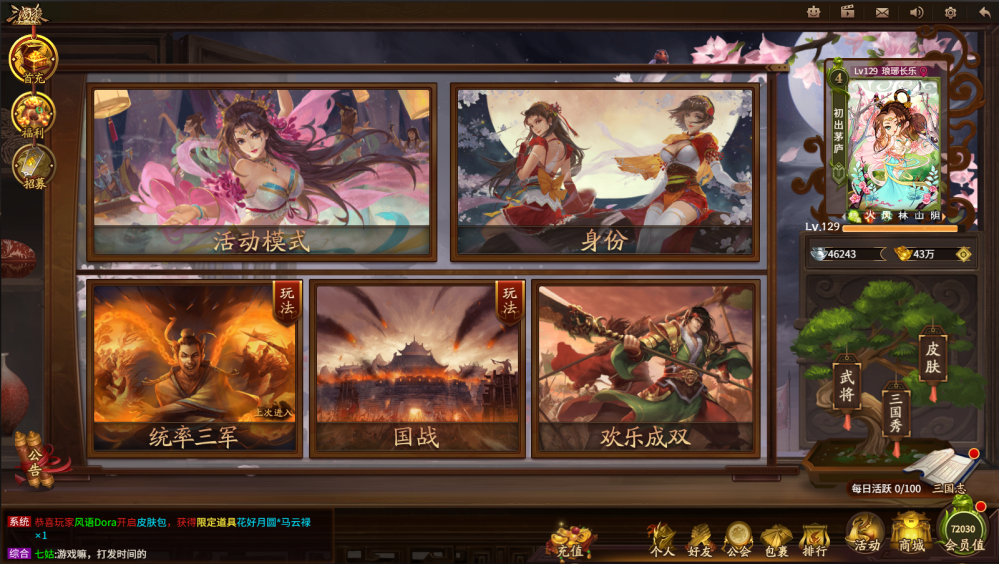 三國殺
首充
福利
招募
公告
活动模式
身份
统率三军
玩法
上次进入
国战
玩法
欢乐成双
4
初出茅庐
Lv129 琅琊长乐
火 风 林 山 阴
Lv.129
46243
43万
武将
三国秀
皮肤
每日活跃 0/100
三国志
系统 恭喜玩家风语Dora开启皮肤包，获得限定道具花好月圆*马云禄
×1
综合 七姑:游戏嘛，打发时间的
充值
个人
好友
公会
包裹
排行
活动
商城
72030
会员值